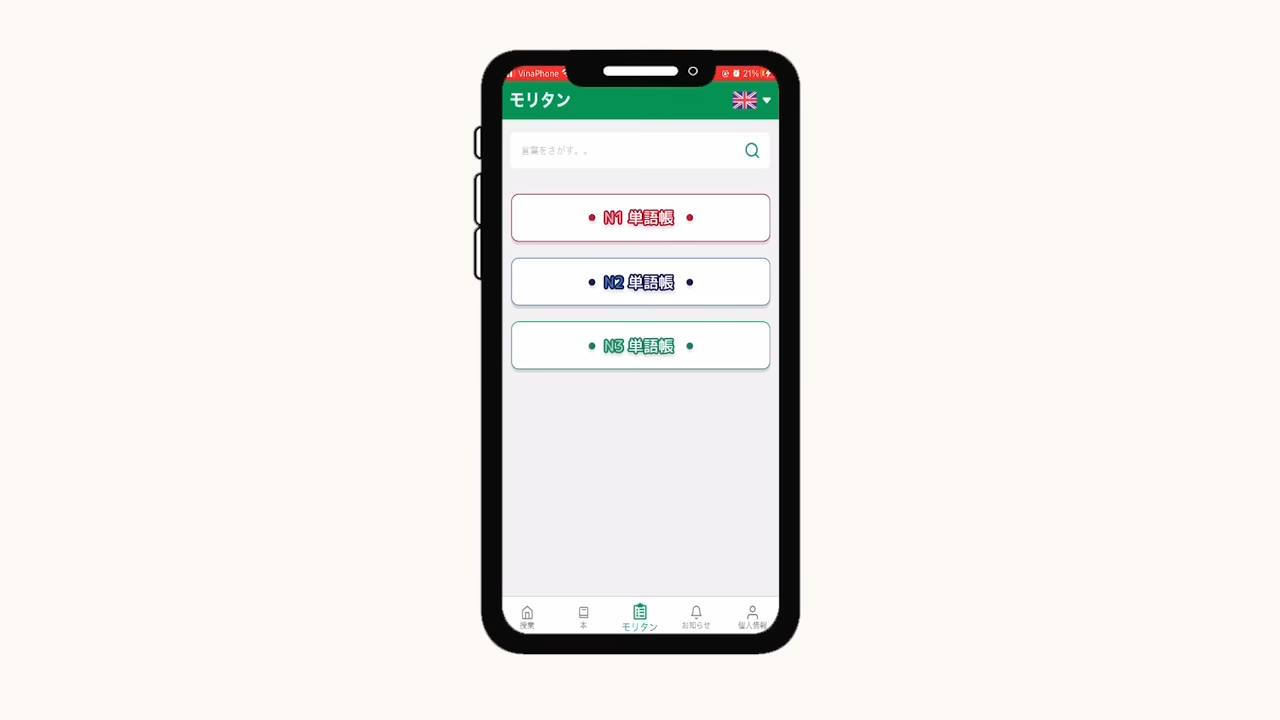 VinaPhone 21%
モリタン
言葉をさがす。。
N1 単語帳
N2 単語帳
N3 単語帳
授業 本 モリタン お知らせ 個人情報